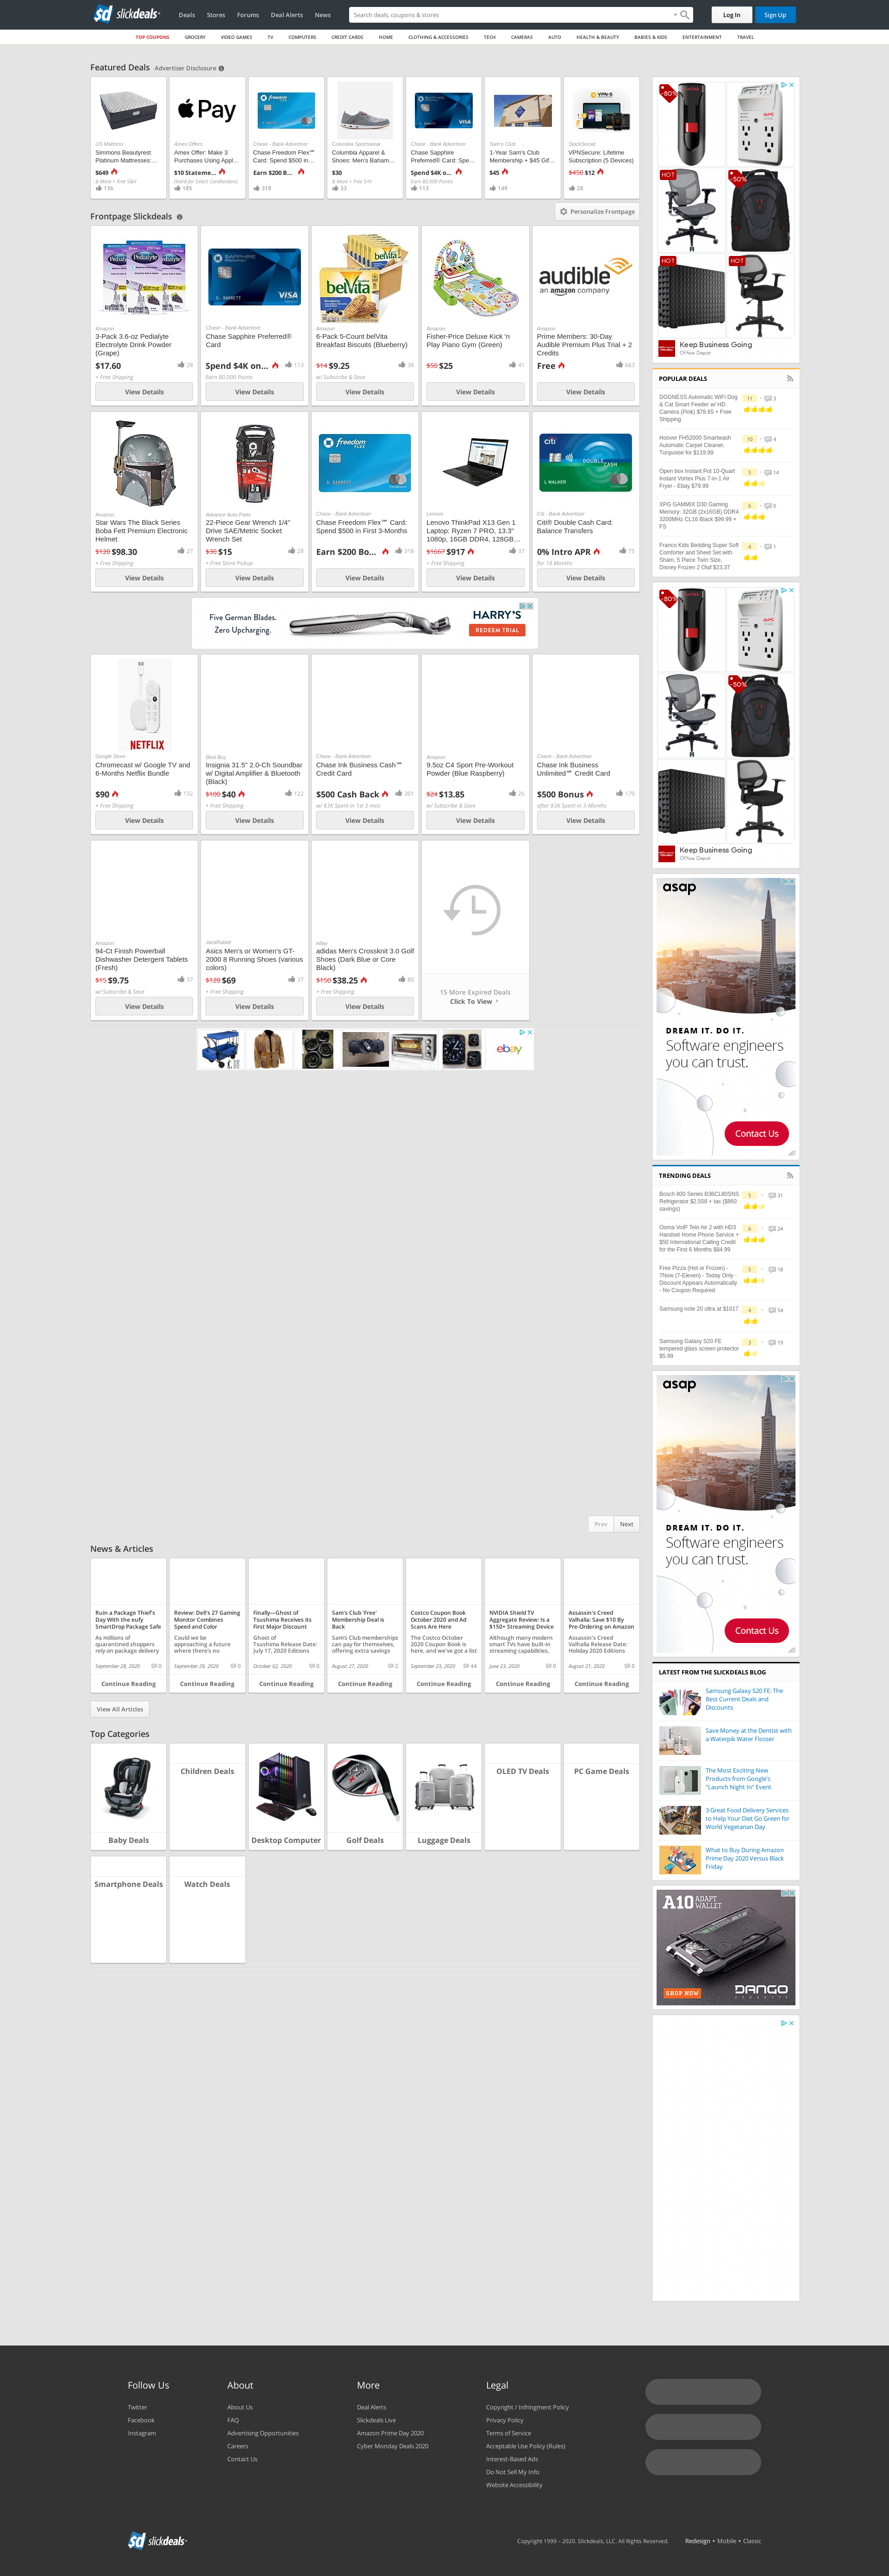 slickdeals
Deals Stores Forums Deal Alerts News
Search deals, coupons & stores
Log In Sign Up
TOP COUPONS GROCERY VIDEO GAMES TV COMPUTERS CREDIT CARDS HOME CLOTHING & ACCESSORIES TECH CAMERAS AUTO HEALTH & BEAUTY BABIES & KIDS ENTERTAINMENT TRAVEL
Featured Deals Advertiser Disclosure
US Mattress
Simmons Beautyrest
Platinum Mattresses:...
$649
& More + Free S&H
136
Pay
Amex Offers
Amex Offer: Make 3
Purchases Using Appl...
$10 Stateme...
(Valid for Select Cardholders)
185
Chase - Bank Advertiser
Chase Freedom Flex℠
Card: Spend $500 in...
Earn $200 B...
318
Columbia Sportswear
Columbia Apparel &
Shoes: Men's Baham...
$30
& More + Free S/H
33
Chase - Bank Advertiser
Chase Sapphire
Preferred® Card: Spe...
Spend $4K o...
Earn 80,000 Points
113
Sam's Club
1-Year Sam's Club
Membership + $45 Gif...
$45
149
VPN-S
StackSocial
VPNSecure: Lifetime
Subscription (5 Devices)
$450 $12
28
Frontpage Slickdeals
Personalize Frontpage
Pedialyte
Amazon
3-Pack 3.6-oz Pedialyte
Electrolyte Drink Powder
(Grape)
$17.60
28
+ Free Shipping
View Details
SAPPHIRE
PREFERRED
VISA
Chase - Bank Advertiser
Chase Sapphire Preferred®
Card
Spend $4K on...
113
Earn 80,000 Points
View Details
belVita
Amazon
6-Pack 5-Count belVita
Breakfast Biscuits (Blueberry)
$14 $9.25
38
w/ Subscribe & Save
View Details
Amazon
Fisher-Price Deluxe Kick 'n
Play Piano Gym (Green)
$50 $25
41
View Details
audible
an amazon company
Amazon
Prime Members: 30-Day
Audible Premium Plus Trial + 2
Credits
Free
663
View Details
Amazon
Star Wars The Black Series
Boba Fett Premium Electronic
Helmet
$120 $98.30
27
+ Free Shipping
View Details
Advance Auto Parts
22-Piece Gear Wrench 1/4"
Drive SAE/Metric Socket
Wrench Set
$30 $15
28
+ Free Store Pickup
View Details
freedom
FLEX
Chase - Bank Advertiser
Chase Freedom Flex℠ Card:
Spend $500 in First 3-Months
Earn $200 Bo...
318
View Details
Lenovo
Lenovo ThinkPad X13 Gen 1
Laptop: Ryzen 7 PRO, 13.3"
1080p, 16GB DDR4, 128GB...
$1667 $917
37
+ Free Shipping
View Details
citi
DOUBLE
CASH
L WALKER
Citi - Bank Advertiser
Citi® Double Cash Card:
Balance Transfers
0% Intro APR
75
for 18 Months
View Details
Five German Blades.
Zero Upcharging.
HARRY'S
REDEEM TRIAL
NETFLIX
Google Store
Chromecast w/ Google TV and
6-Months Netflix Bundle
$90
132
+ Free Shipping
View Details
Best Buy
Insignia 31.5" 2.0-Ch Soundbar
w/ Digital Amplifier & Bluetooth
(Black)
$100 $40
122
+ Free Shipping
View Details
Chase - Bank Advertiser
Chase Ink Business Cash℠
Credit Card
$500 Cash Back
301
w/ $3K Spent in 1st 3-mos
View Details
Amazon
9.5oz C4 Sport Pre-Workout
Powder (Blue Raspberry)
$24 $13.85
26
w/ Subscribe & Save
View Details
Chase - Bank Advertiser
Chase Ink Business
Unlimited℠ Credit Card
$500 Bonus
170
after $3K Spent in 3-Months
View Details
Amazon
94-Ct Finish Powerball
Dishwasher Detergent Tablets
(Fresh)
$15 $9.75
37
w/ Subscribe & Save
View Details
JackRabbit
Asics Men's or Women's GT-
2000 8 Running Shoes (various
colors)
$120 $69
37
+ Free Shipping
View Details
eBay
adidas Men's Crossknit 3.0 Golf
Shoes (Dark Blue or Core
Black)
$150 $38.25
80
+ Free Shipping
View Details
15 More Expired Deals
Click To View
ebay
Prev Next
News & Articles
Ruin a Package Thief's
Day With the eufy
SmartDrop Package Safe
As millions of
quarantined shoppers
rely on package delivery
September 28, 2020 0
Continue Reading
Review: Dell's 27 Gaming
Monitor Combines
Speed and Color
Could we be
approaching a future
where there's no
September 29, 2020 0
Continue Reading
Finally—Ghost of
Tsushima Receives its
First Major Discount
Ghost of
Tsushima Release Date:
July 17, 2020 Editions
October 02, 2020 0
Continue Reading
Sam's Club 'Free'
Membership Deal is
Back
Sam's Club memberships
can pay for themselves,
offering extra savings
August 27, 2020 2
Continue Reading
Costco Coupon Book
October 2020 and Ad
Scans Are Here
The Costco October
2020 Coupon Book is
here, and we've got a list
September 23, 2020 44
Continue Reading
NVIDIA Shield TV
Aggregate Review: Is a
$150+ Streaming Device
Although many modern
smart TVs have built-in
streaming capabilities,
June 23, 2020 0
Continue Reading
Assassin's Creed
Valhalla: Save $10 By
Pre-Ordering on Amazon
Assassin's Creed
Valhalla Release Date:
Holiday 2020 Editions
August 21, 2020 0
Continue Reading
View All Articles
Top Categories
Baby Deals
Children Deals
Desktop Computer
Golf Deals
Luggage Deals
OLED TV Deals
PC Game Deals
Smartphone Deals
Watch Deals
-80%
APC
HOT
-50%
HOT
HOT
Keep Business Going
Office Depot
POPULAR DEALS
DOGNESS Automatic WiFi Dog
& Cat Smart Feeder w/ HD
Camera (Pink) $78.65 + Free
Shipping
11 3
Hoover FH52000 Smartwash
Automatic Carpet Cleaner,
Turquoise for $119.99
10 4
Open box Instant Pot 10-Quart
Instant Vortex Plus 7-in-1 Air
Fryer - Ebay $79.99
5 14
XPG GAMMIX D30 Gaming
Memory: 32GB (2x16GB) DDR4
3200MHz CL16 Black $99.99 +
FS
6 0
Franco Kids Bedding Super Soft
Comforter and Sheet Set with
Sham, 5 Piece Twin Size,
Disney Frozen 2 Olaf $23.37
4 1
-80%
APC
-50%
Keep Business Going
Office Depot
asap
DREAM IT. DO IT.
Software engineers
you can trust.
Contact Us
TRENDING DEALS
Bosch 800 Series B36CL80SNS
Refrigerator $2,558 + tax ($860
savings)
5 31
Ooma VoIP Telo Air 2 with HD3
Handset Home Phone Service +
$50 International Calling Credit
for the First 6 Months $84.99
6 24
Free Pizza (Hot or Frozen) -
7Now (7-Eleven) - Today Only -
Discount Appears Automatically
- No Coupon Required
5 18
Samsung note 20 ultra at $1017
4 54
Samsung Galaxy S20 FE
tempered glass screen protector
$5.99
3 19
asap
DREAM IT. DO IT.
Software engineers
you can trust.
Contact Us
LATEST FROM THE SLICKDEALS BLOG
Samsung Galaxy S20 FE: The
Best Current Deals and
Discounts
Save Money at the Dentist with
a Waterpik Water Flosser
The Most Exciting New
Products from Google's
"Launch Night In" Event
3 Great Food Delivery Services
to Help Your Diet Go Green for
World Vegetarian Day
What to Buy During Amazon
Prime Day 2020 Versus Black
Friday
A10 ADAPT
WALLET
SHOP NOW
DANGO
PRODUCTS
Follow Us
Twitter
Facebook
Instagram
About
About Us
FAQ
Advertising Opportunities
Careers
Contact Us
More
Deal Alerts
Slickdeals Live
Amazon Prime Day 2020
Cyber Monday Deals 2020
Legal
Copyright / Infringment Policy
Privacy Policy
Terms of Service
Acceptable Use Policy (Rules)
Interest-Based Ads
Do Not Sell My Info
Website Accessibility
slickdeals
Copyright 1999 - 2020. Slickdeals, LLC. All Rights Reserved.
Redesign • Mobile • Classic